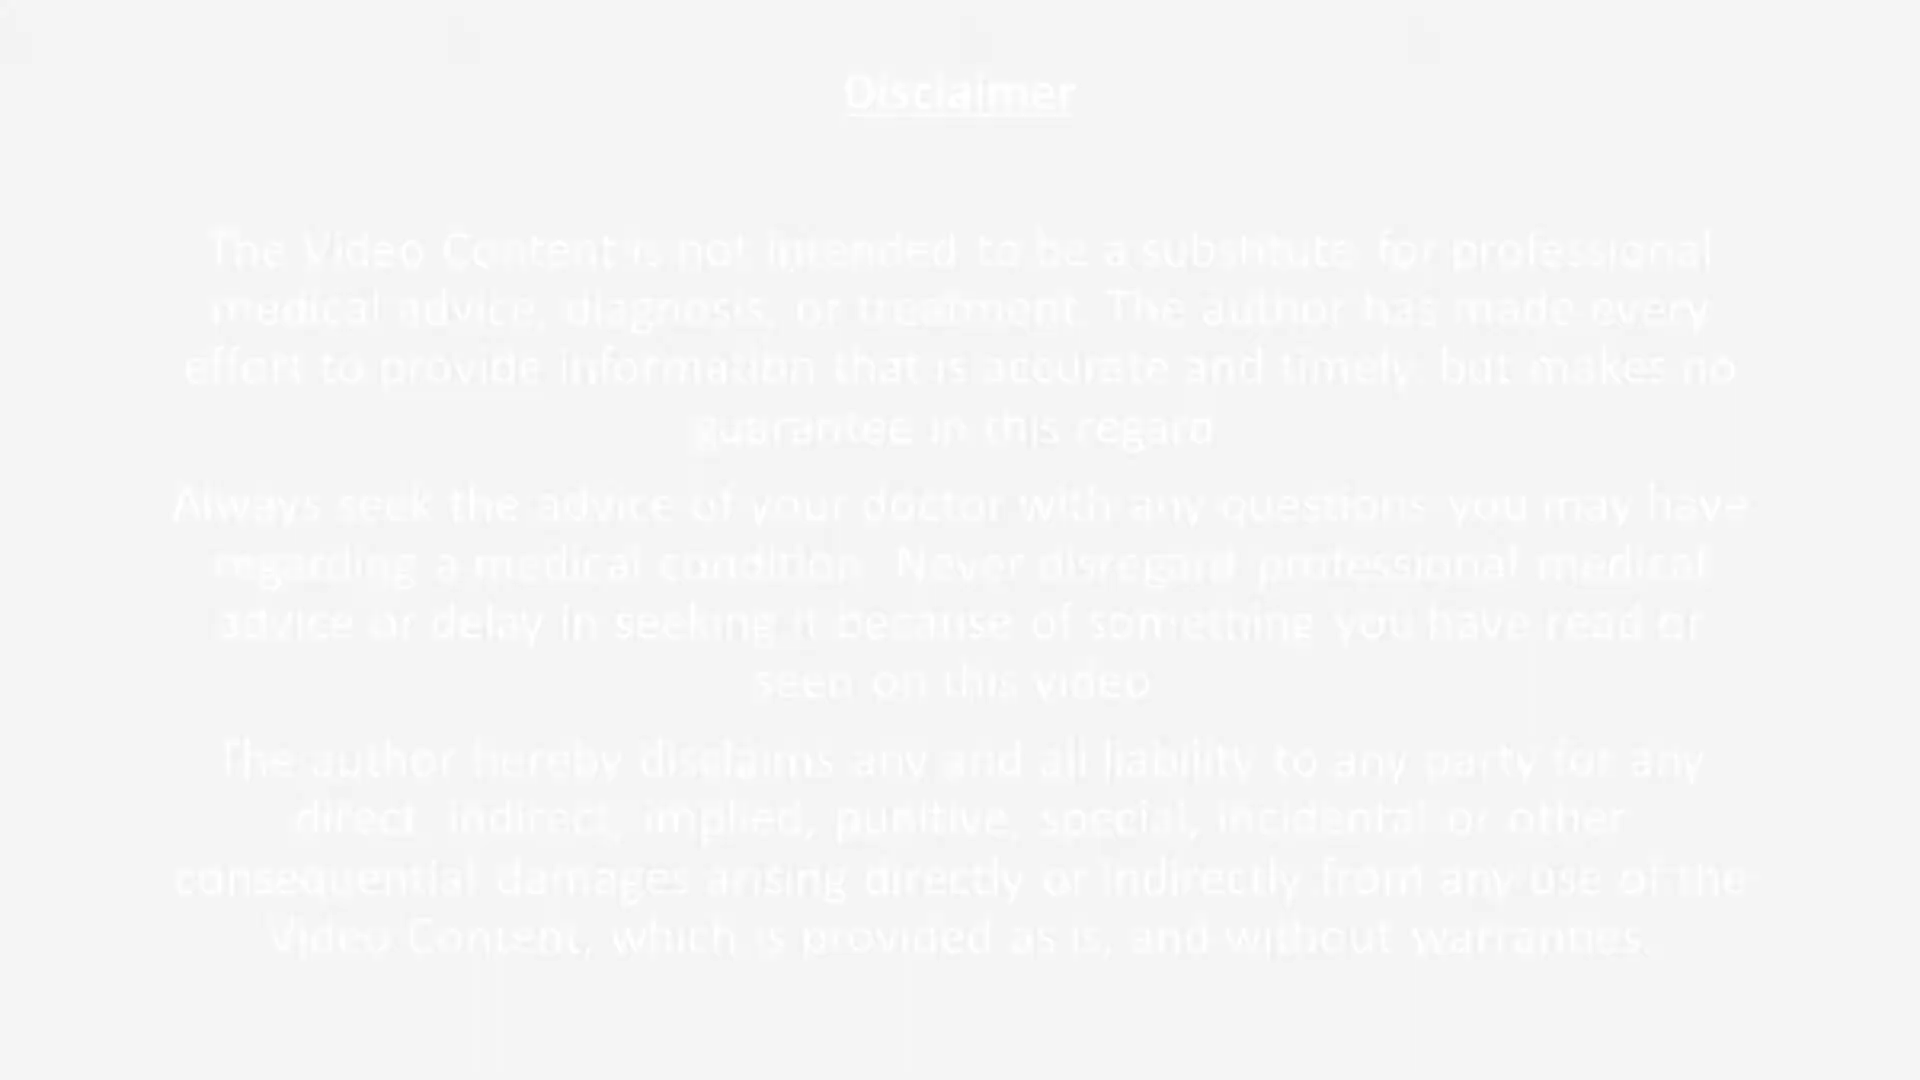 Disclaimer
The Video Content is not intended to be a substitute for professional
medical advice, diagnosis, or treatment. The author has made every
effort to provide information that is accurate and timely, but makes no
guarantee in this regard
Always seek the advice of your doctor with any questions you may have
regarding a medical condition. Never disregard professional medical
advice or delay in seeking it because of something you have read or
seen on this video
The author hereby disclaims any and all liability to any party for any
direct, indirect, implied, punitive, special, incidental or other
consequential damages arising directly or indirectly from any use of the
Video Content, which is provided as is, and without warranties.